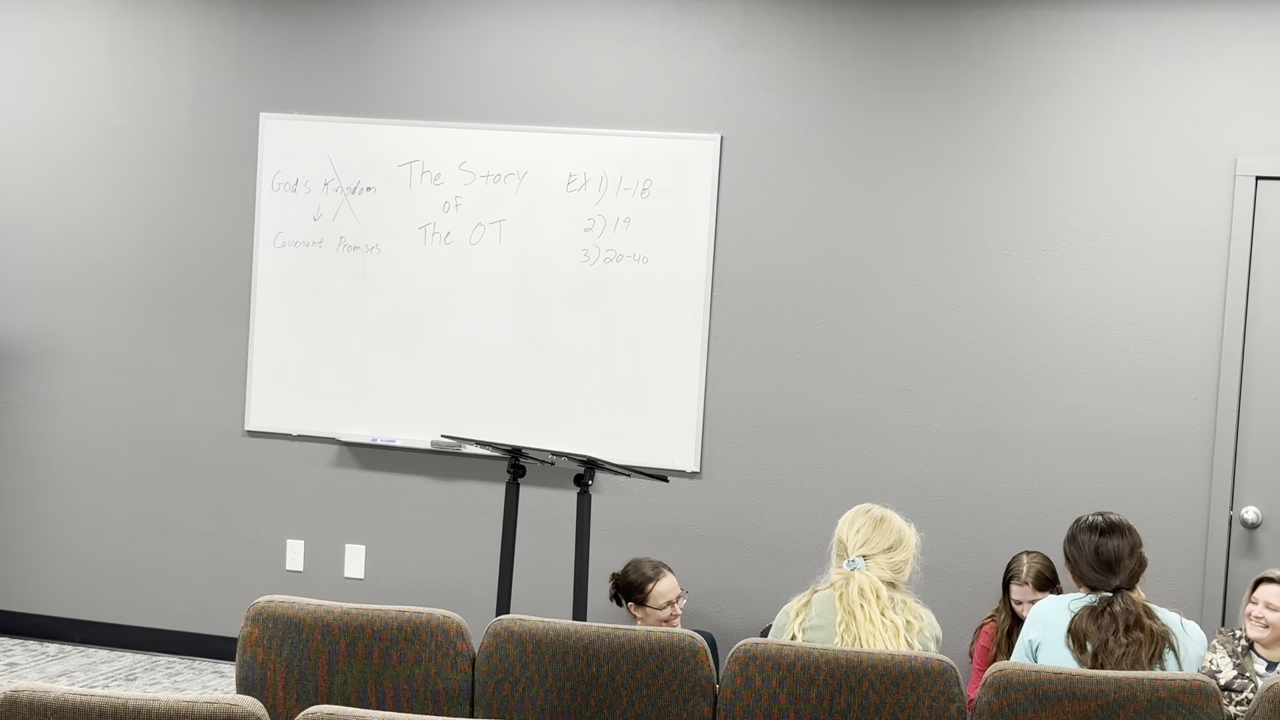 God's Kingdom
↓
Covenant Promises
The Story
of
The OT
EX 1) 1-18
2) 19
3) 20-40